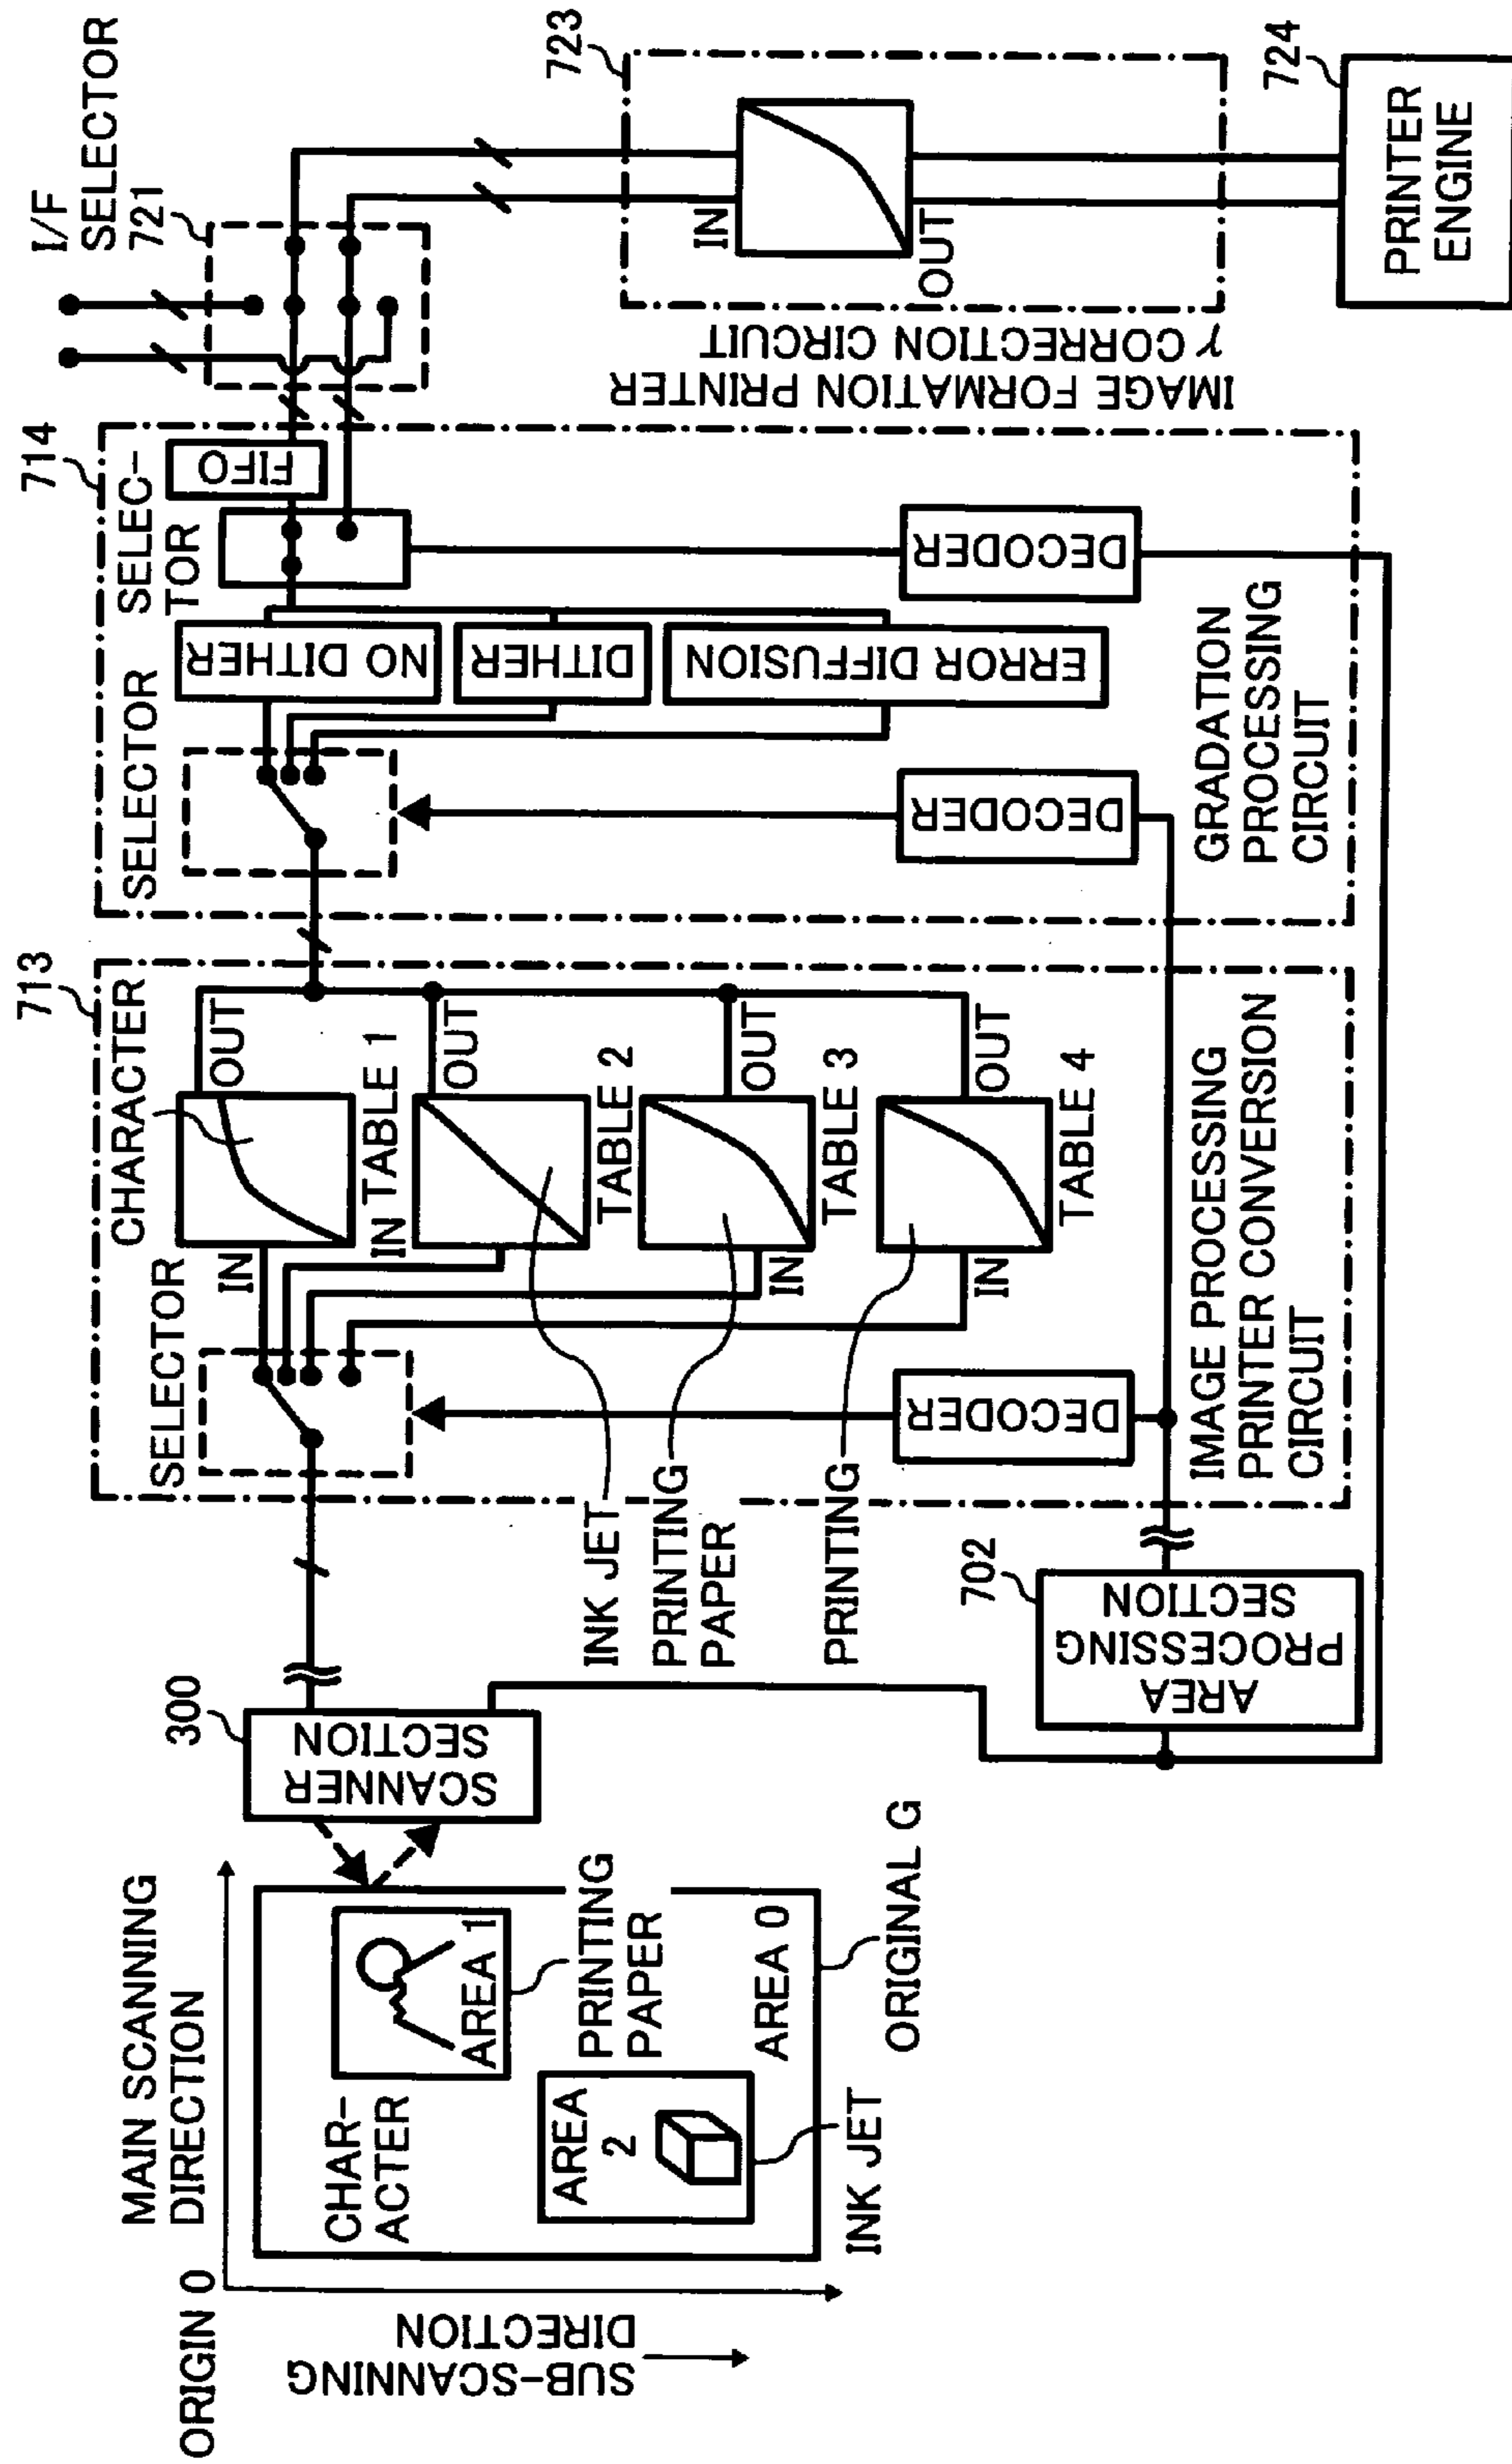 ORIGIN 0
MAIN SCANNING
DIRECTION
SUB-SCANNING
DIRECTION
CHAR-
ACTER
AREA 1
PRINTING
PAPER
AREA
2
AREA 0
INK JET
ORIGINAL G
300
SCANNER
SECTION
702
AREA
PROCESSING
SECTION
713
SELECTOR
CHARACTER
IN
OUT
TABLE 1
IN
OUT
TABLE 2
IN
OUT
TABLE 3
IN
OUT
TABLE 4
INK JET
PRINTING
PAPER
PRINTING
DECODER
IMAGE PROCESSING
PRINTER CONVERSION
CIRCUIT
714
SELECTOR
SELEC-
TOR
FIFO
NO DITHER
DITHER
ERROR DIFFUSION
DECODER
DECODER
GRADATION
PROCESSING
CIRCUIT
I/F
SELECTOR
721
723
IN
OUT
IMAGE FORMATION PRINTER
γ CORRECTION CIRCUIT
724
PRINTER
ENGINE